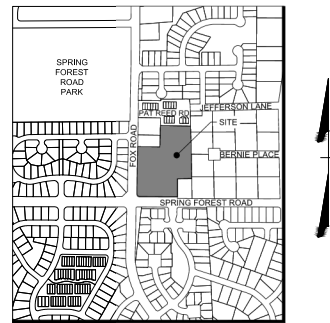 SPRING
FOREST
ROAD
PARK
PAT REED RD
JEFFERSON LANE
SITE
FOX ROAD
BERNIE PLACE
SPRING FOREST ROAD